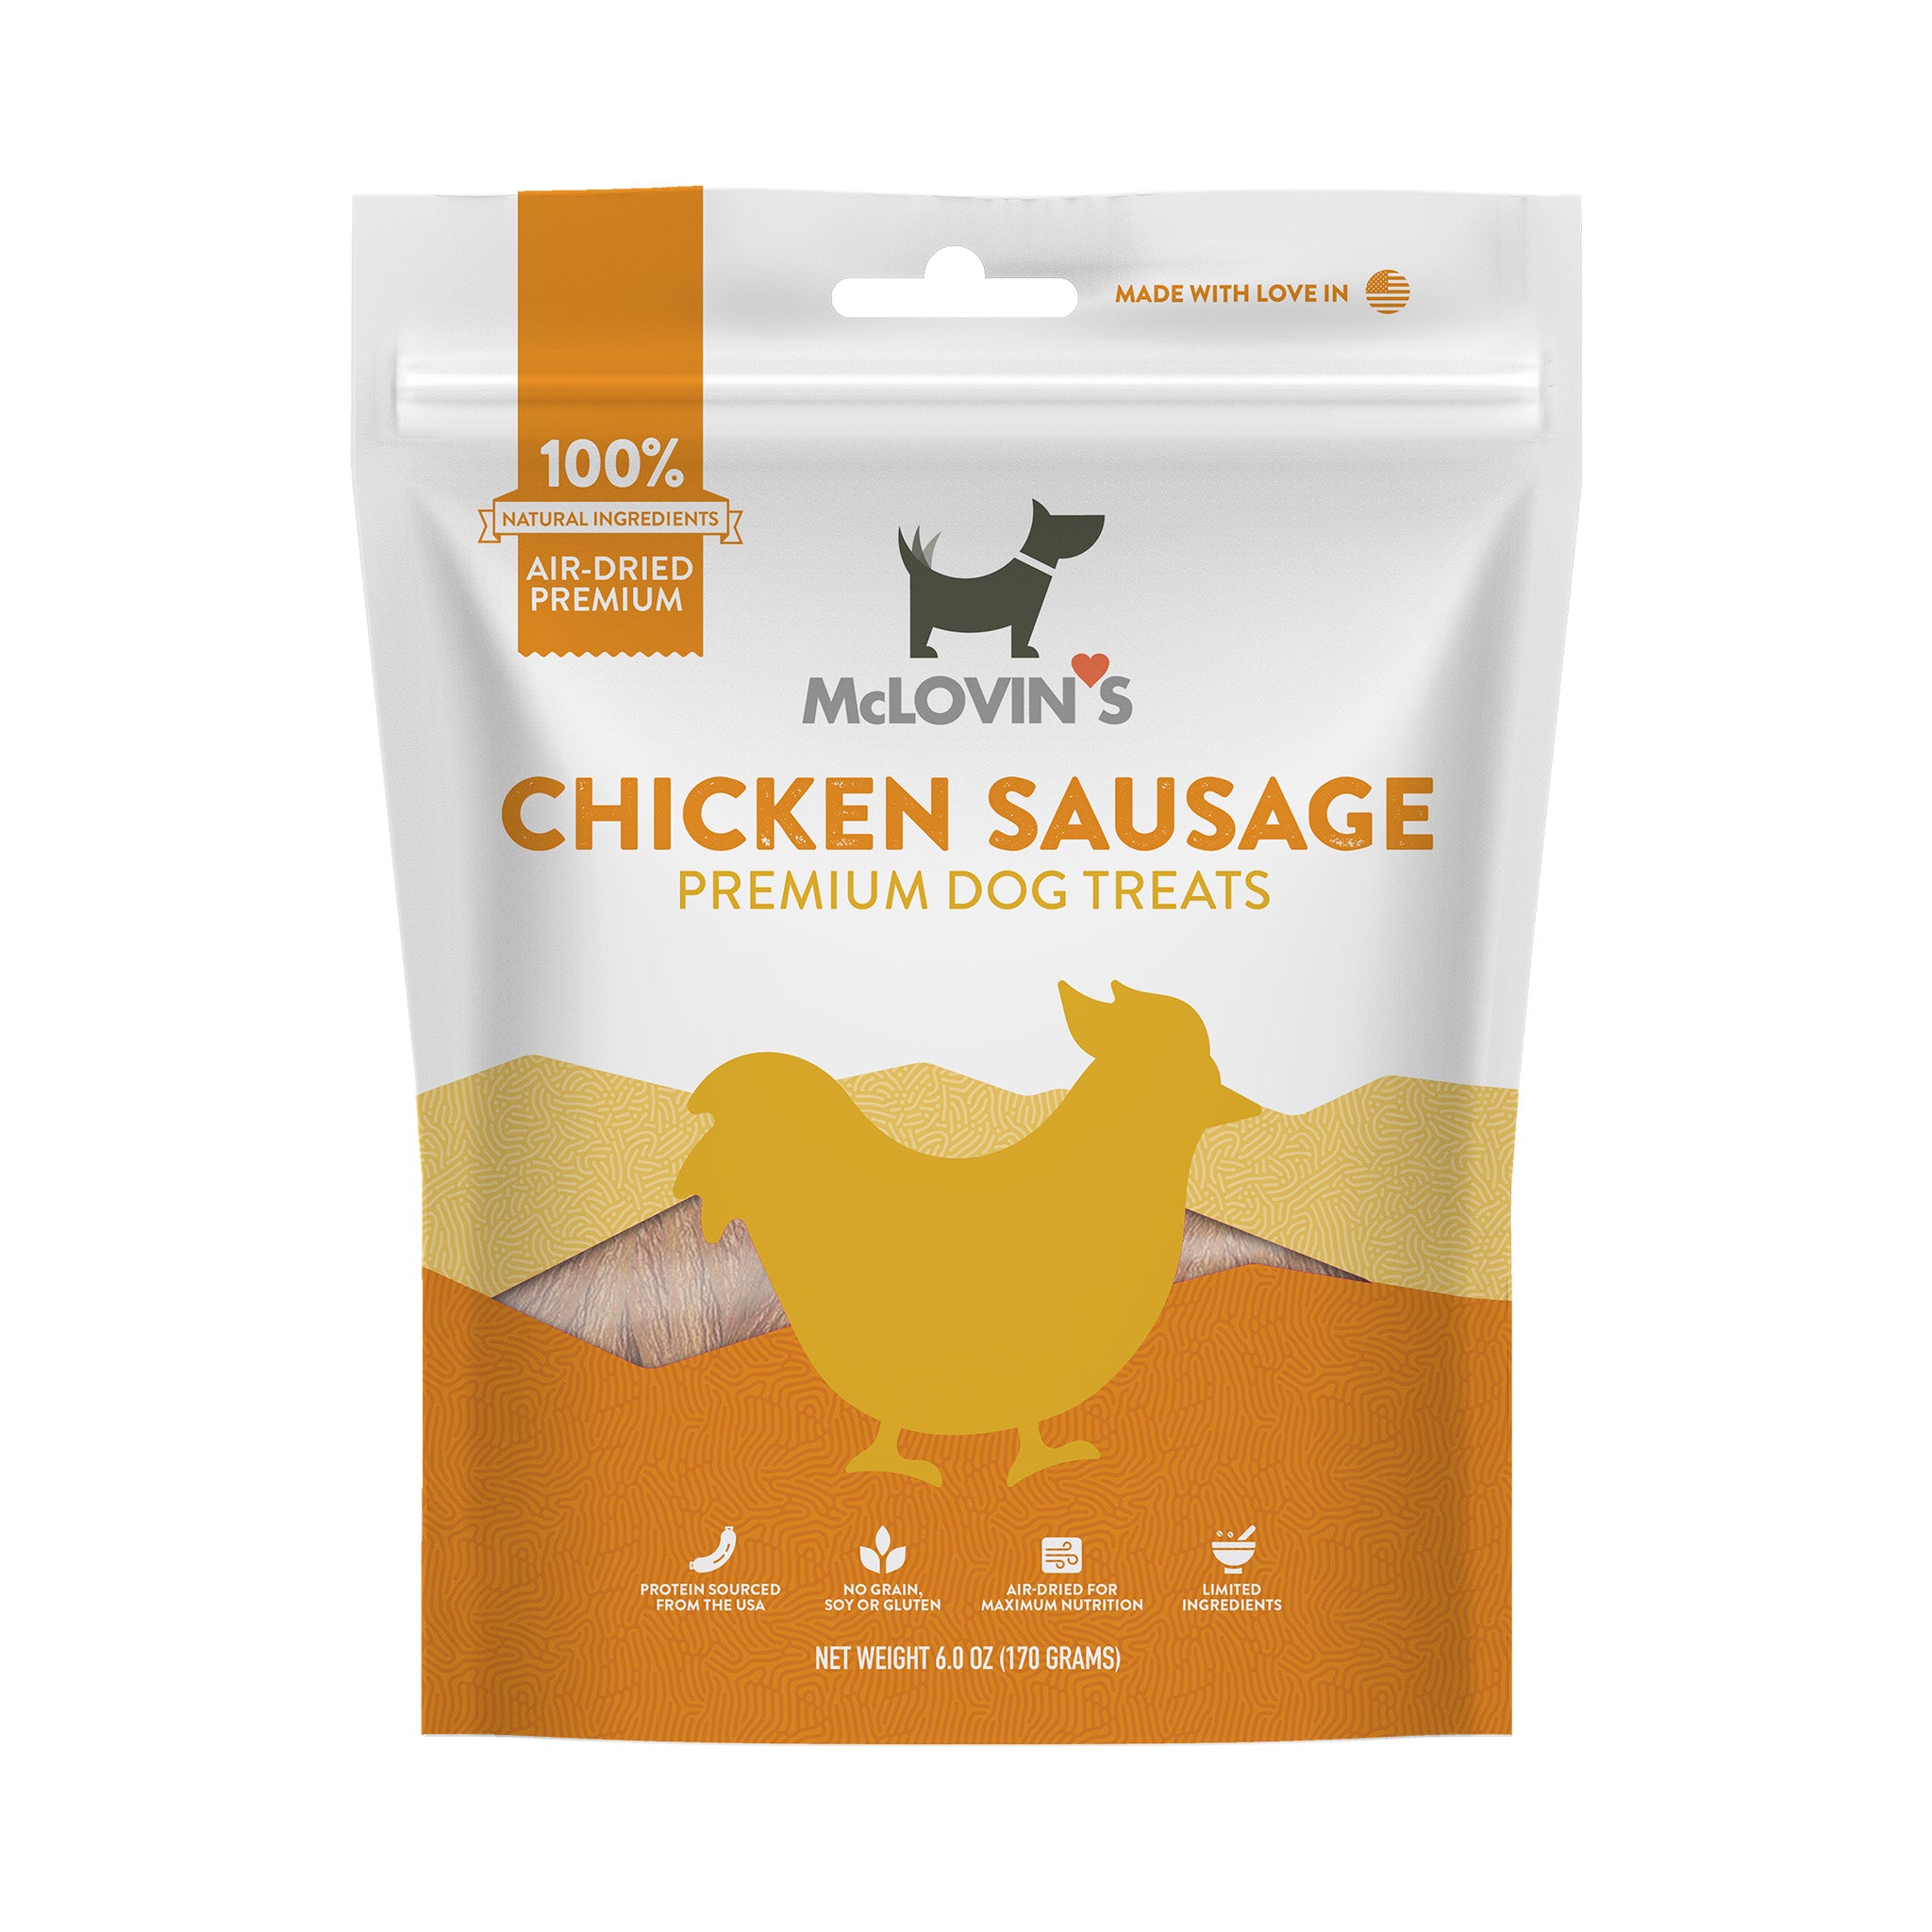 MADE WITH LOVE IN
100%
NATURAL INGREDIENTS
AIR-DRIED
PREMIUM
McLOVIN'S
CHICKEN SAUSAGE
PREMIUM DOG TREATS
PROTEIN SOURCED
FROM THE USA
NO GRAIN,
SOY OR GLUTEN
AIR-DRIED FOR
MAXIMUM NUTRITION
LIMITED
INGREDIENTS
NET WEIGHT 6.0 OZ (170 GRAMS)